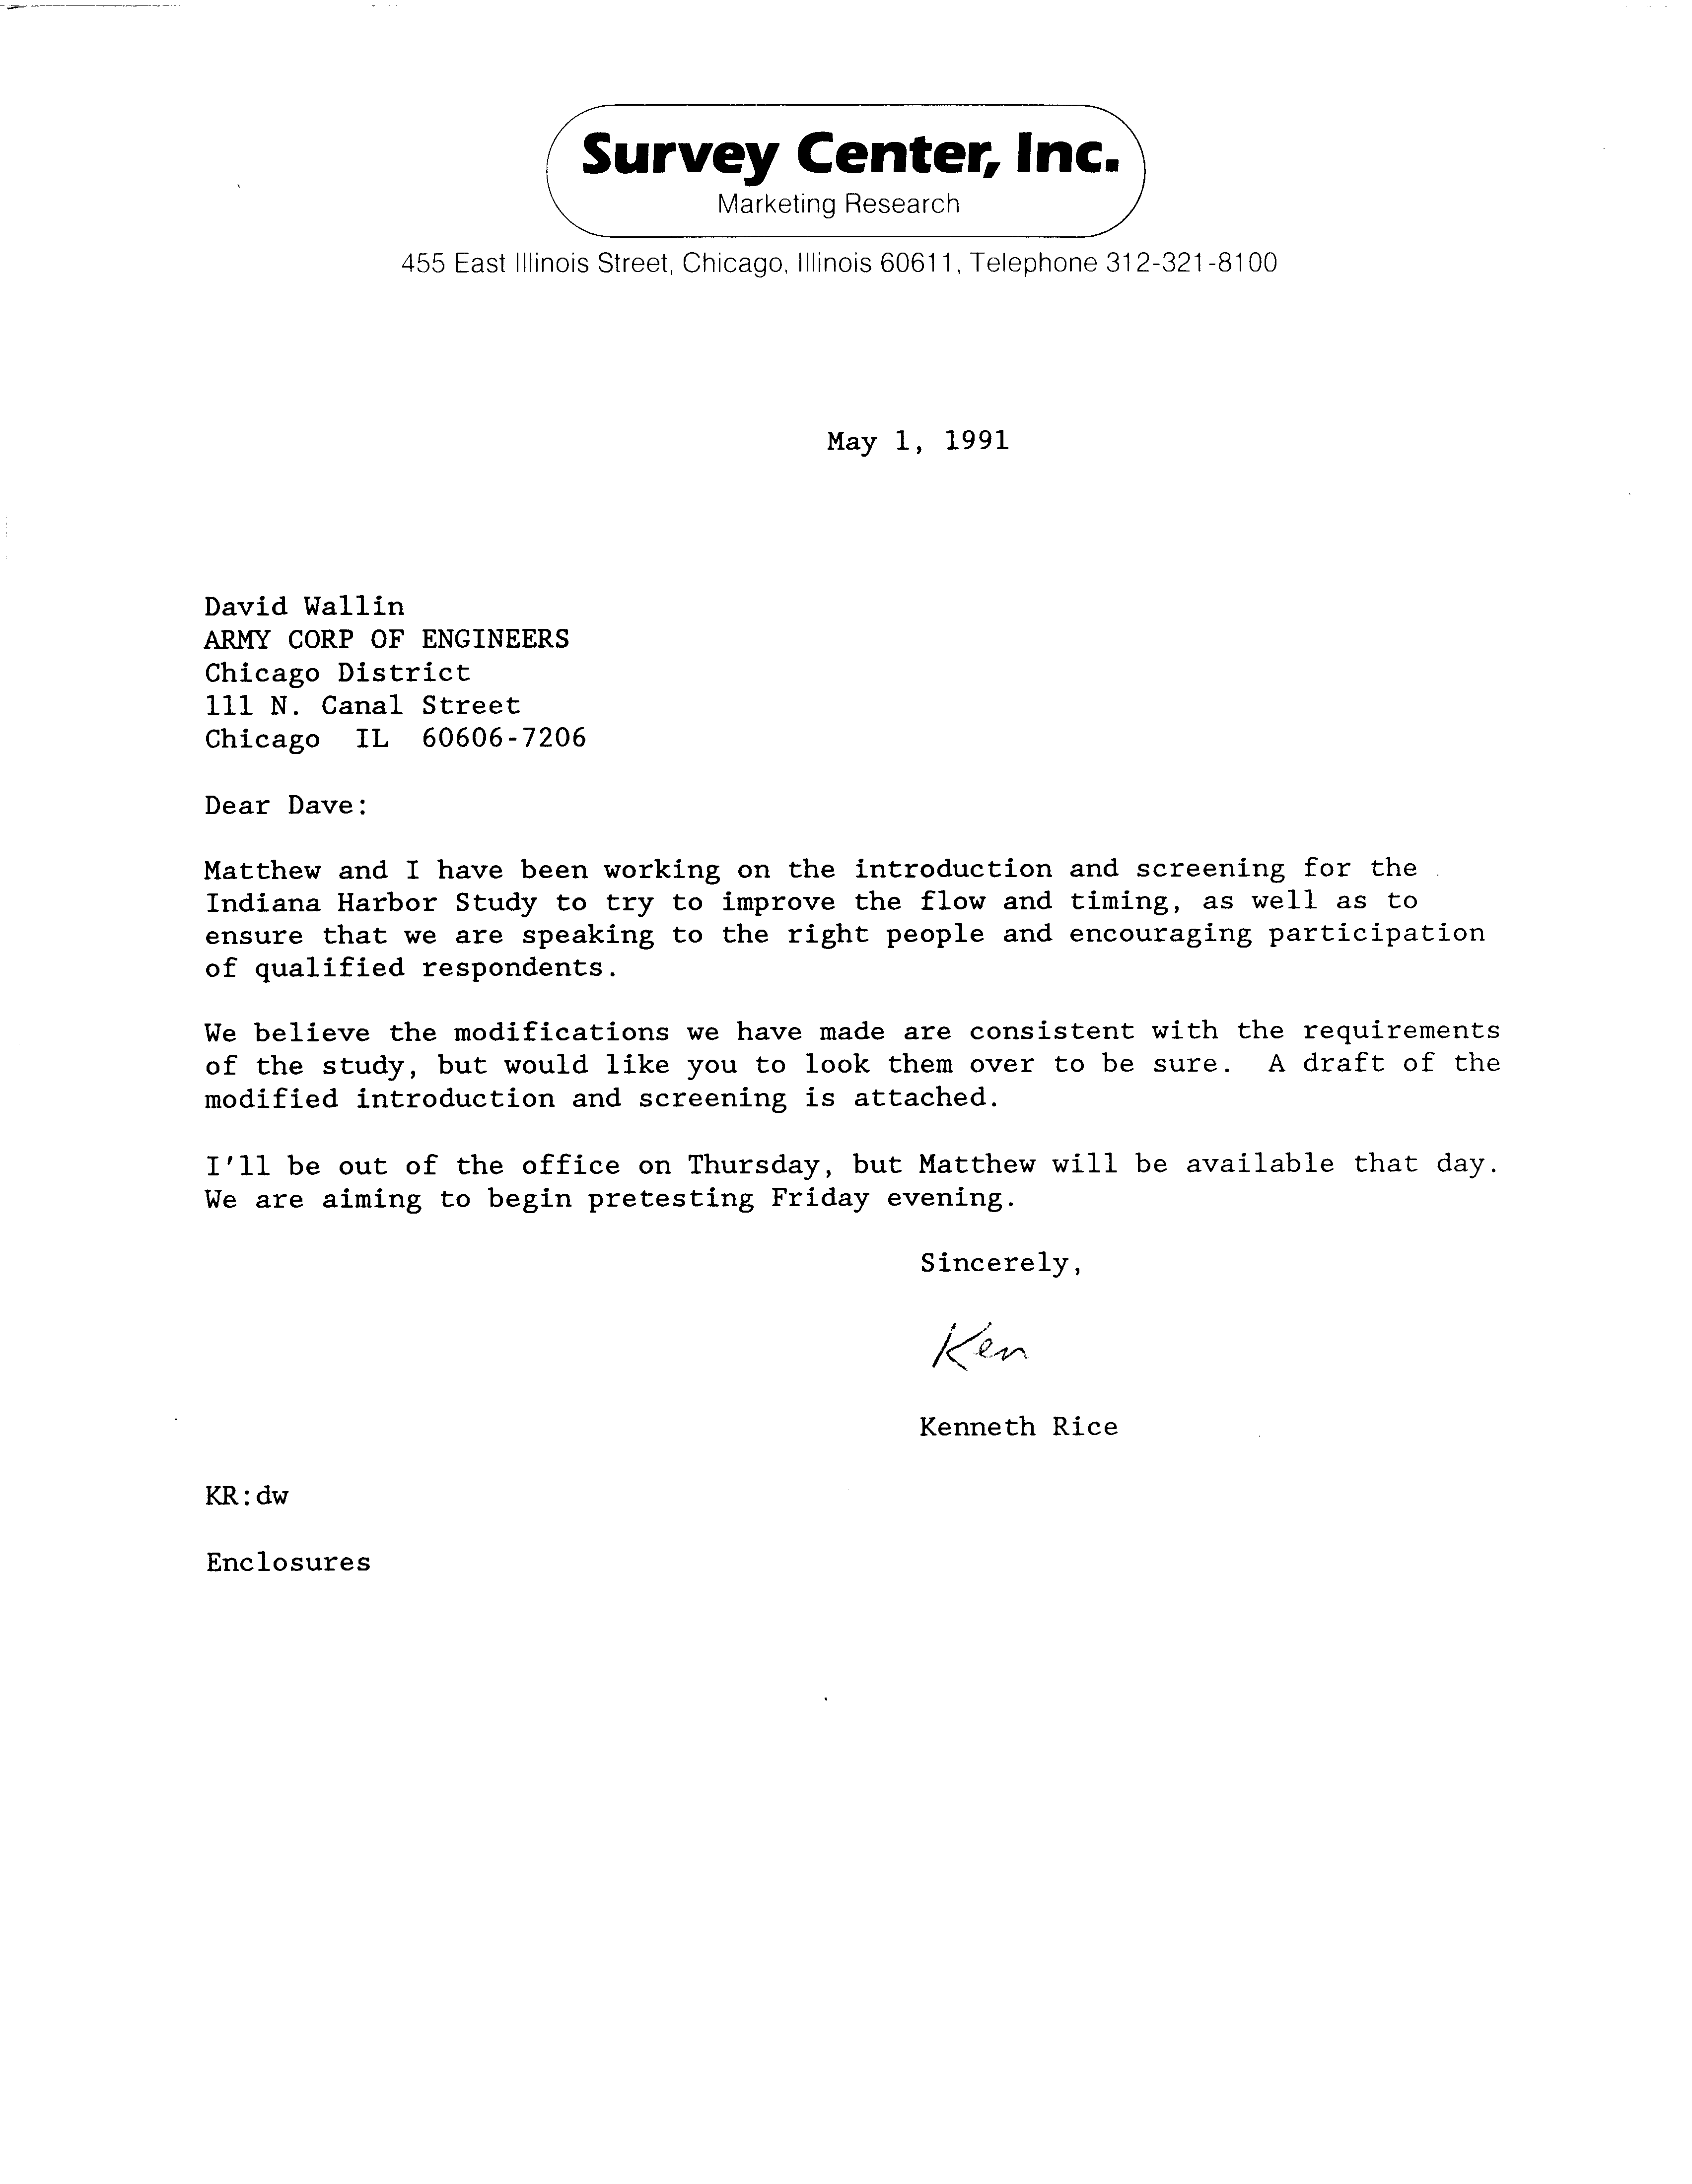 Survey Center, Inc.
Marketing Research
455 East Illinois Street, Chicago, Illinois 60611, Telephone 312-321-8100
May 1, 1991
David Wallin
ARMY CORP OF ENGINEERS
Chicago District
111 N. Canal Street
Chicago IL 60606-7206
Dear Dave:
Matthew and I have been working on the introduction and screening for the
Indiana Harbor Study to try to improve the flow and timing, as well as to
ensure that we are speaking to the right people and encouraging participation
of qualified respondents.
We believe the modifications we have made are consistent with the requirements
of the study, but would like you to look them over to be sure. A draft of the
modified introduction and screening is attached.
I'll be out of the office on Thursday, but Matthew will be available that day.
We are aiming to begin pretesting Friday evening.
Sincerely,
Ken
Kenneth Rice
KR:dw
Enclosures